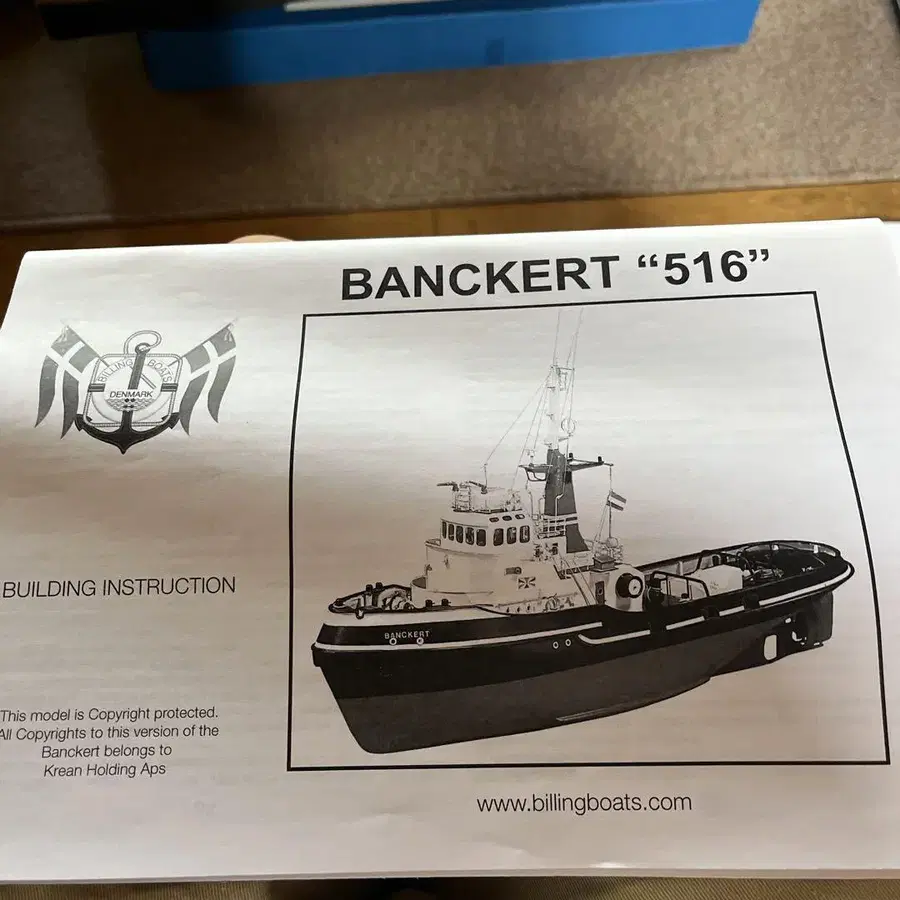 BANCKERT “516”
BILLING BOATS
DENMARK
BUILDING INSTRUCTION
BANCKERT
This model is Copyright protected.
All Copyrights to this version of the
Banckert belongs to
Krean Holding Aps
www.billingboats.com